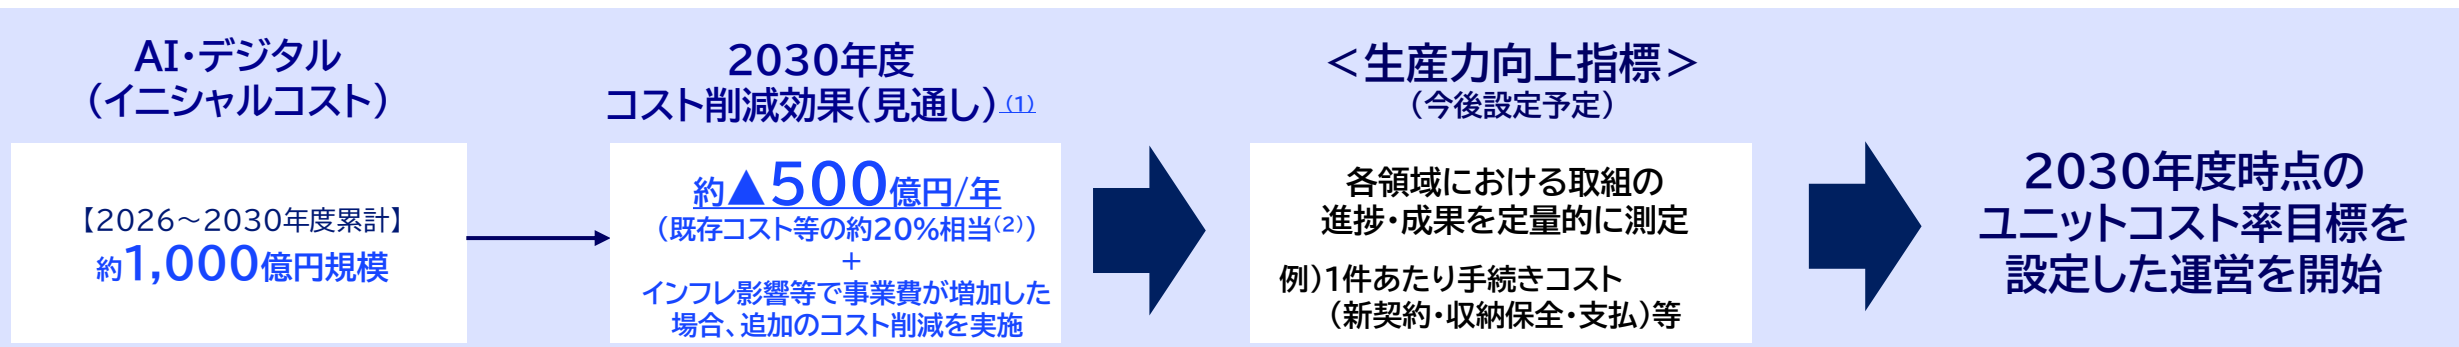 AI・デジタル
（イニシャルコスト）
【2026～2030年度累計】
約1,000億円規模
2030年度
コスト削減効果（見通し）(1)
約▲500億円/年
（既存コスト等の約20%相当(2)）
+
インフレ影響等で事業費が増加した
場合、追加のコスト削減を実施
＜生産力向上指標＞
（今後設定予定）
各領域における取組の
進捗・成果を定量的に測定
例）1件あたり手続きコスト
（新契約・収納保全・支払）等
2030年度時点の
ユニットコスト率目標を
設定した運営を開始